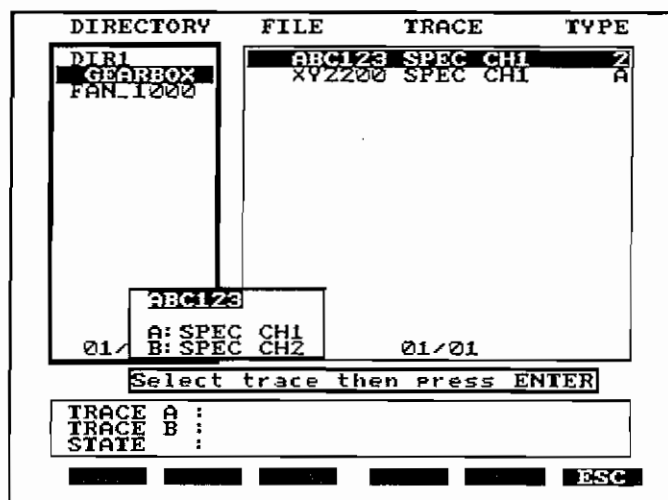 DIRECTORY FILE TRACE TYPE
DIR1
GEARBOX
FAN_1000
ABC123 SPEC CH1 2
XYZ200 SPEC CH1 A
ABC123
A: SPEC CH1
B: SPEC CH2
01/ 01/01
Select trace then press ENTER
TRACE A :
TRACE B :
STATE :
ESC